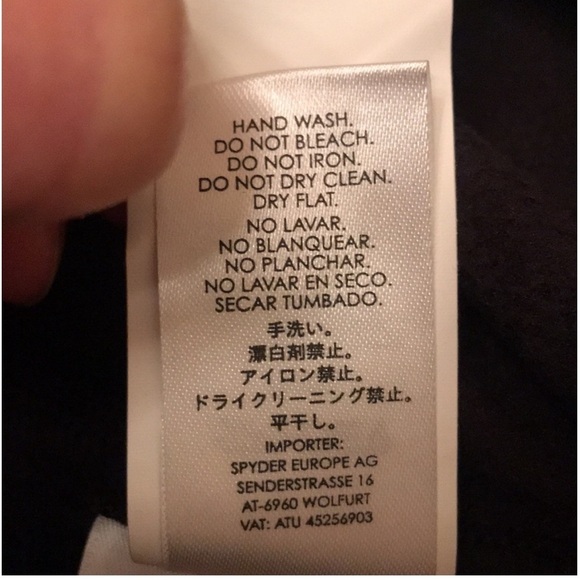 HAND WASH.
DO NOT BLEACH.
DO NOT IRON.
DO NOT DRY CLEAN.
DRY FLAT.
NO LAVAR.
NO BLANQUEAR.
NO PLANCHAR.
NO LAVAR EN SECO.
SECAR TUMBADO.
手洗い。
漂白剤禁止。
アイロン禁止。
ドライクリーニング禁止。
平干し。
IMPORTER:
SPYDER EUROPE AG
SENDERSTRASSE 16
AT-6960 WOLFURT
VAT: ATU 45256903